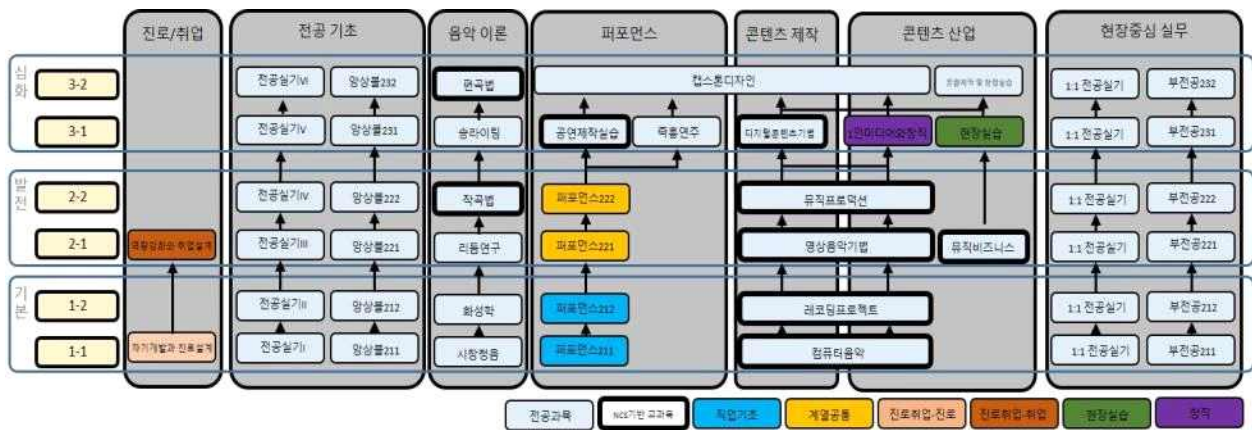 진로/취업 전공 기초 음악 이론 퍼포먼스 콘텐츠 제작 콘텐츠 산업 현장중심 실무
심화
3-2 전공실기VI 앙상블232 편곡법 캡스톤디자인 1:1 전공실기 부전공232
3-1 전공실기V 앙상블231 송라이팅 공연제작실습 즉흥연주 디지털콘텐츠기법 1인미디어와창직 현장실습 1:1 전공실기 부전공231
발전
2-2 전공실기IV 앙상블222 작곡법 퍼포먼스222 뮤직프로덕션 1:1 전공실기 부전공222
2-1 역량강화와 취업설계 전공실기III 앙상블221 리듬연구 퍼포먼스221 영상음악기법 뮤직비즈니스 1:1 전공실기 부전공221
기본
1-2 전공실기II 앙상블212 화성학 퍼포먼스212 레코딩프로젝트 1:1 전공실기 부전공212
1-1 자기개발과 진로설계 전공실기I 앙상블211 시창청음 퍼포먼스211 컴퓨터음악 1:1 전공실기 부전공211
전공과목 NCS기반 교과목 직업기초 계열공통 진로취업-진로 진로취업-취업 현장실습 창직